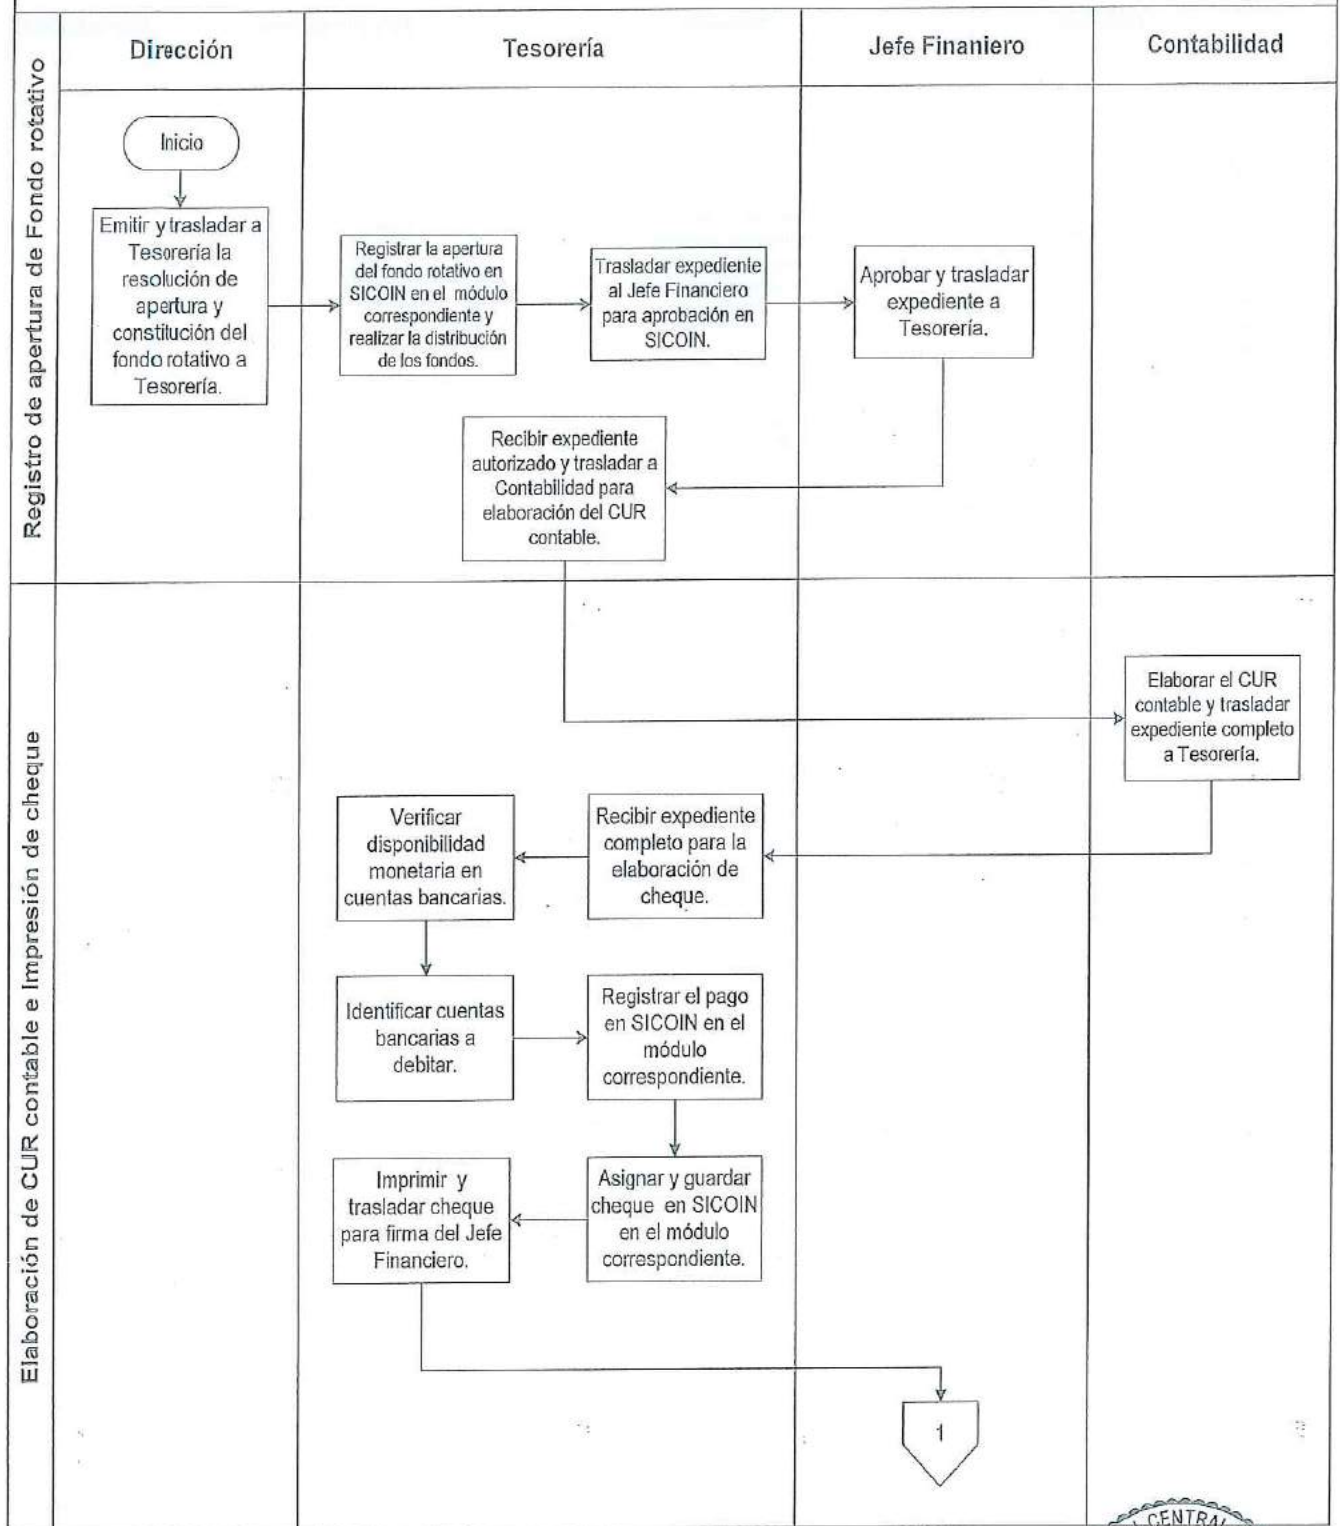 Dirección
Tesorería
Jefe Finaniero
Contabilidad
Registro de apertura de Fondo rotativo
Inicio
Emitir y trasladar a
Tesorería la
resolución de
apertura y
constitución del
fondo rotativo a
Tesorería.
Registrar la apertura
del fondo rotativo en
SICOIN en el módulo
correspondiente y
realizar la distribución
de los fondos.
Trasladar expediente
al Jefe Financiero
para aprobación en
SICOIN.
Aprobar y trasladar
expediente a
Tesorería.
Recibir expediente
autorizado y trasladar a
Contabilidad para
elaboración del CUR
contable.
Elaboración de CUR contable e Impresión de cheque
Elaborar el CUR
contable y trasladar
expediente completo
a Tesorería.
Recibir expediente
completo para la
elaboración de
cheque.
Verificar
disponibilidad
monetaria en
cuentas bancarias.
Identificar cuentas
bancarias a
debitar.
Registrar el pago
en SICOIN en el
módulo
correspondiente.
Asignar y guardar
cheque en SICOIN
en el módulo
correspondiente.
Imprimir y
trasladar cheque
para firma del Jefe
Financiero.
1
CENTRAL